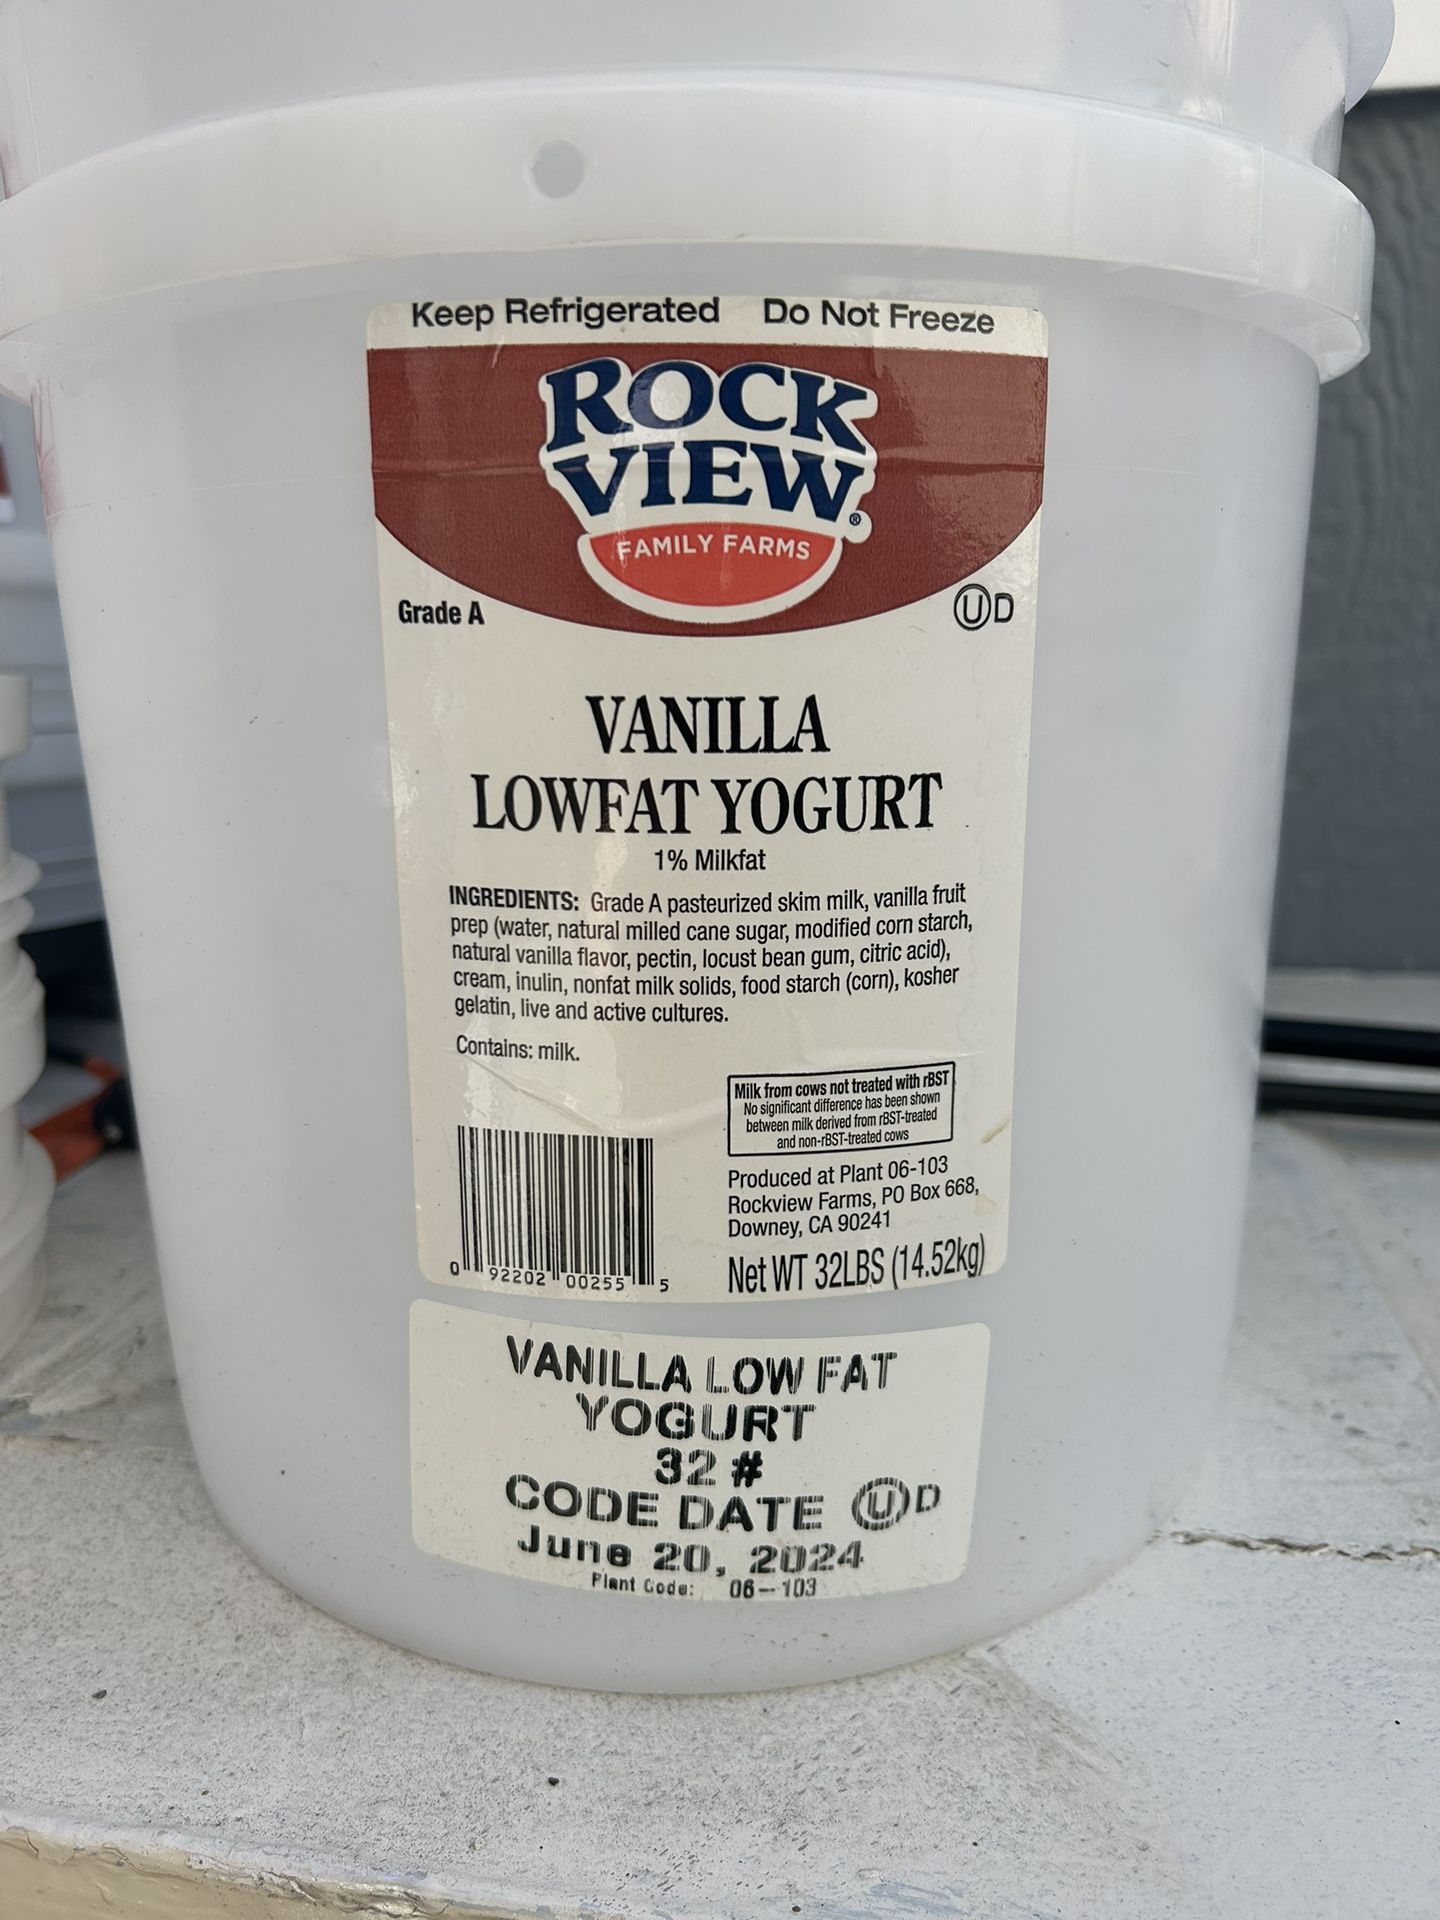 Keep Refrigerated Do Not Freeze
ROCK
VIEW®
FAMILY FARMS
Grade A
UD
VANILLA
LOWFAT YOGURT
1% Milkfat
INGREDIENTS: Grade A pasteurized skim milk, vanilla fruit
prep (water, natural milled cane sugar, modified corn starch,
natural vanilla flavor, pectin, locust bean gum, citric acid),
cream, inulin, nonfat milk solids, food starch (corn), kosher
gelatin, live and active cultures.
Contains: milk.
Milk from cows not treated with rBST
No significant difference has been shown
between milk derived from rBST-treated
and non-rBST-treated cows
Produced at Plant 06-103
Rockview Farms, PO Box 668,
Downey, CA 90241
Net WT 32LBS (14.52kg)
0 92202 00255 5
VANILLA LOW FAT
YOGURT
32 #
CODE DATE UD
June 20, 2024
Plant Code: 06-103